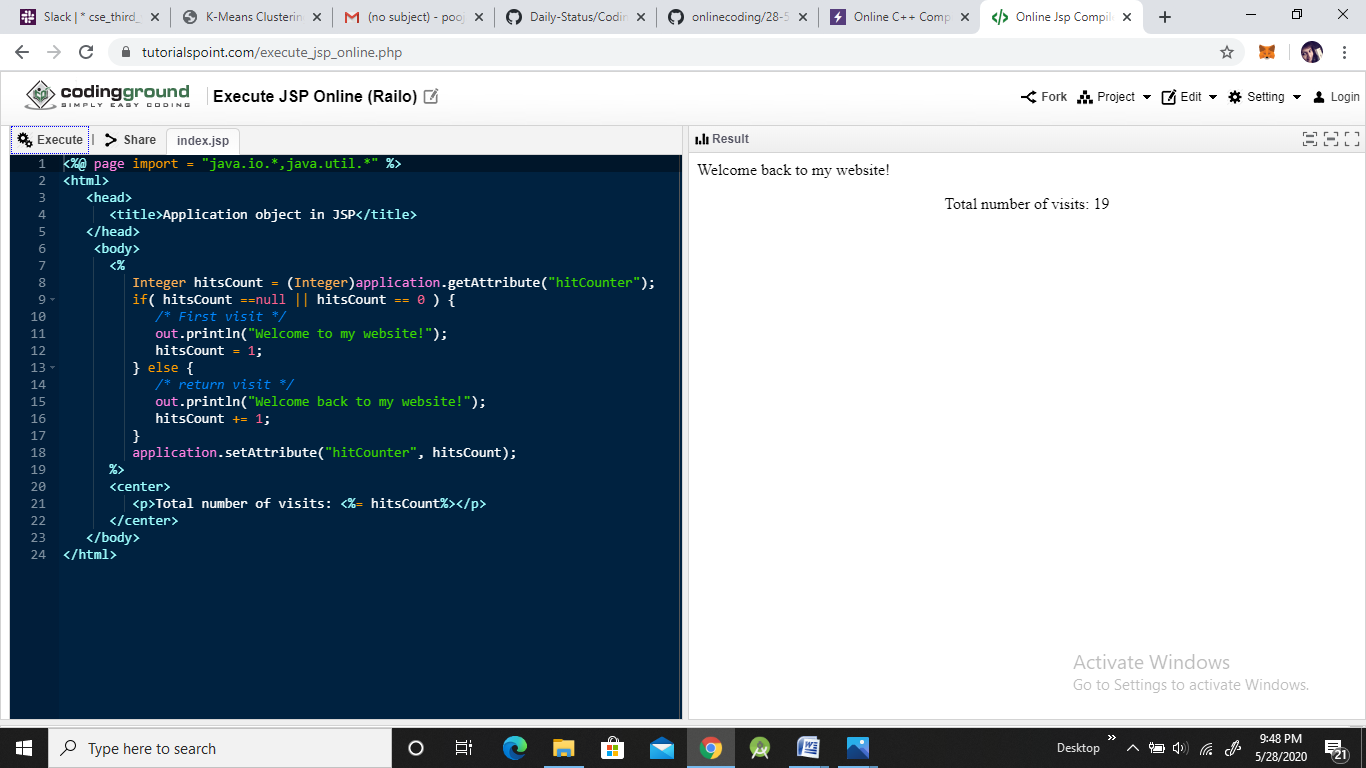 Slack | * cse_third_
K-Means Clusterin
(no subject) - pooj
Daily-Status/Codin
onlinecoding/28-5
Online C++ Comp
Online Jsp Compil
tutorialspoint.com/execute_jsp_online.php
codingground
SIMPLY EASY CODING
Execute JSP Online (Railo)
Fork Project Edit Setting Login
Execute | Share index.jsp
1 <%@ page import = "java.io.*,java.util.*" %>
2 <html>
3 <head>
4 <title>Application object in JSP</title>
5 </head>
6 <body>
7 <%
8 Integer hitsCount = (Integer)application.getAttribute("hitCounter");
9 if( hitsCount ==null || hitsCount == 0 ) {
10 /* First visit */
11 out.println("Welcome to my website!");
12 hitsCount = 1;
13 } else {
14 /* return visit */
15 out.println("Welcome back to my website!");
16 hitsCount += 1;
17 }
18 application.setAttribute("hitCounter", hitsCount);
19 %>
20 <center>
21 <p>Total number of visits: <%= hitsCount%></p>
22 </center>
23 </body>
24 </html>
Result
Welcome back to my website!
Total number of visits: 19
Activate Windows
Go to Settings to activate Windows.
Type here to search
Desktop
9:48 PM
5/28/2020
21